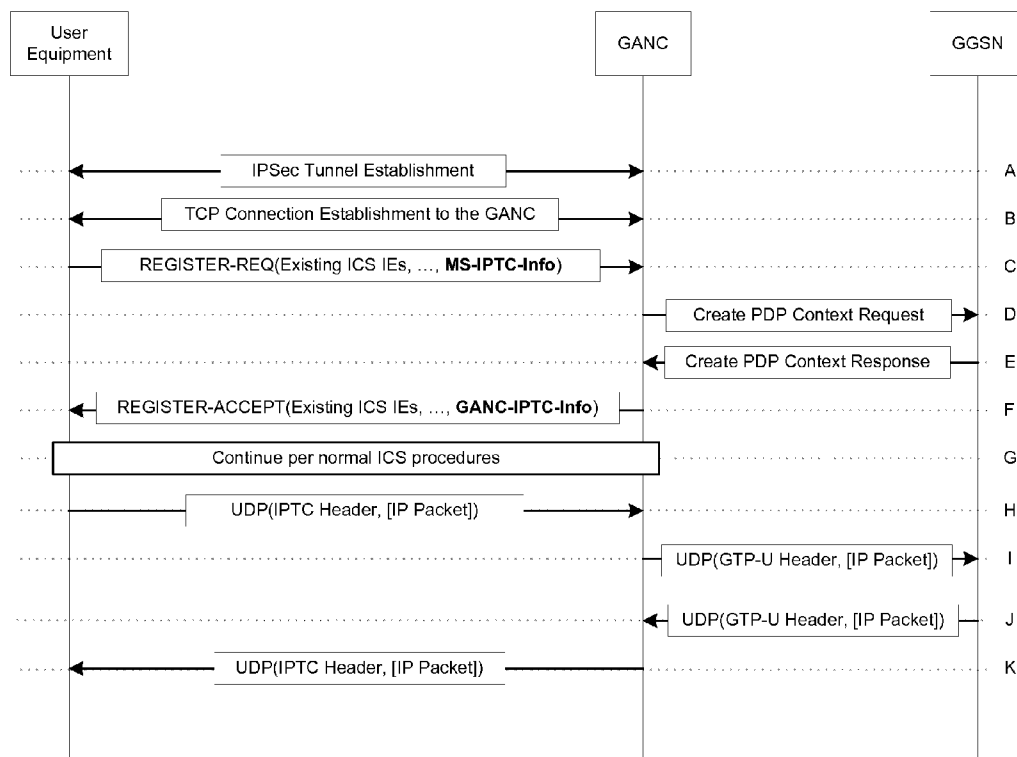 User
Equipment
GANC
GGSN
IPSec Tunnel Establishment
A
TCP Connection Establishment to the GANC
B
REGISTER-REQ(Existing ICS IEs, ..., MS-IPTC-Info)
C
Create PDP Context Request
D
Create PDP Context Response
E
REGISTER-ACCEPT(Existing ICS IEs, ..., GANC-IPTC-Info)
F
Continue per normal ICS procedures
G
UDP(IPTC Header, [IP Packet])
H
UDP(GTP-U Header, [IP Packet])
I
UDP(GTP-U Header, [IP Packet])
J
UDP(IPTC Header, [IP Packet])
K